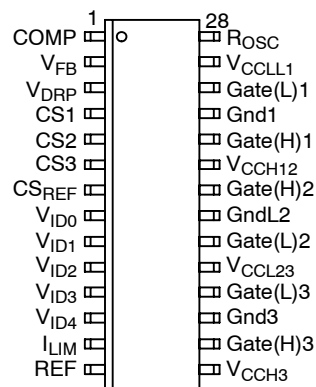 1 28
COMP ROSC
VFB VCCLL1
VDRP Gate(L)1
CS1 Gnd1
CS2 Gate(H)1
CS3 VCCH12
CSREF Gate(H)2
VID0 GndL2
VID1 Gate(L)2
VID2 VCCL23
VID3 Gate(L)3
VID4 Gnd3
ILIM Gate(H)3
REF VCCH3